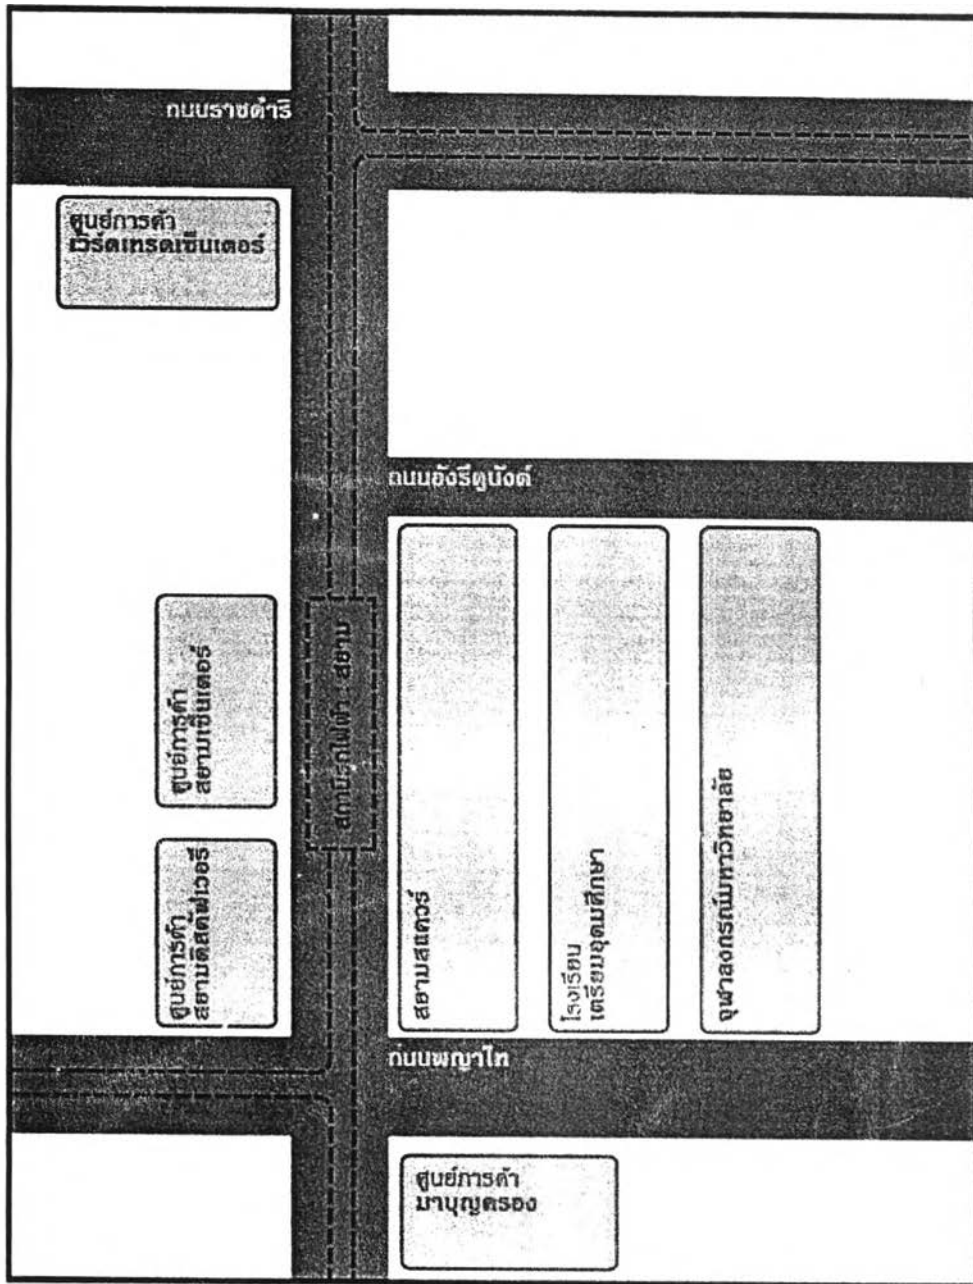 ถนนราชดำริ
ศูนย์การค้า
เวิร์ดเทรดเซ็นเตอร์
ถนนอังรีดูนังต์
ศูนย์การค้า
สยามเซ็นเตอร์
สถานีรถไฟฟ้า : สยาม
ศูนย์การค้า
สยามดิสคัฟเวอรี่
สยามสแควร์
โรงเรียน
เตรียมอุดมศึกษา
จุฬาลงกรณ์มหาวิทยาลัย
ถนนพญาไท
ศูนย์การค้า
มาบุญครอง